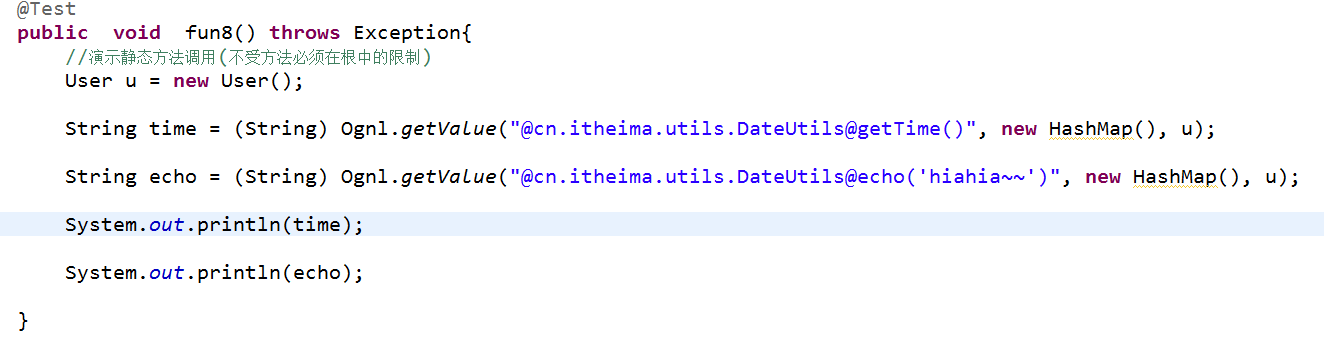 @Test
public  void  fun8() throws Exception{
    //演示静态方法调用(不受方法必须在根中的限制)
    User u = new User();
    String time = (String) Ognl.getValue("@cn.itheima.utils.DateUtils@getTime()", new HashMap(), u);
    String echo = (String) Ognl.getValue("@cn.itheima.utils.DateUtils@echo('hiahia~~')", new HashMap(), u);
    System.out.println(time);
    System.out.println(echo);
}